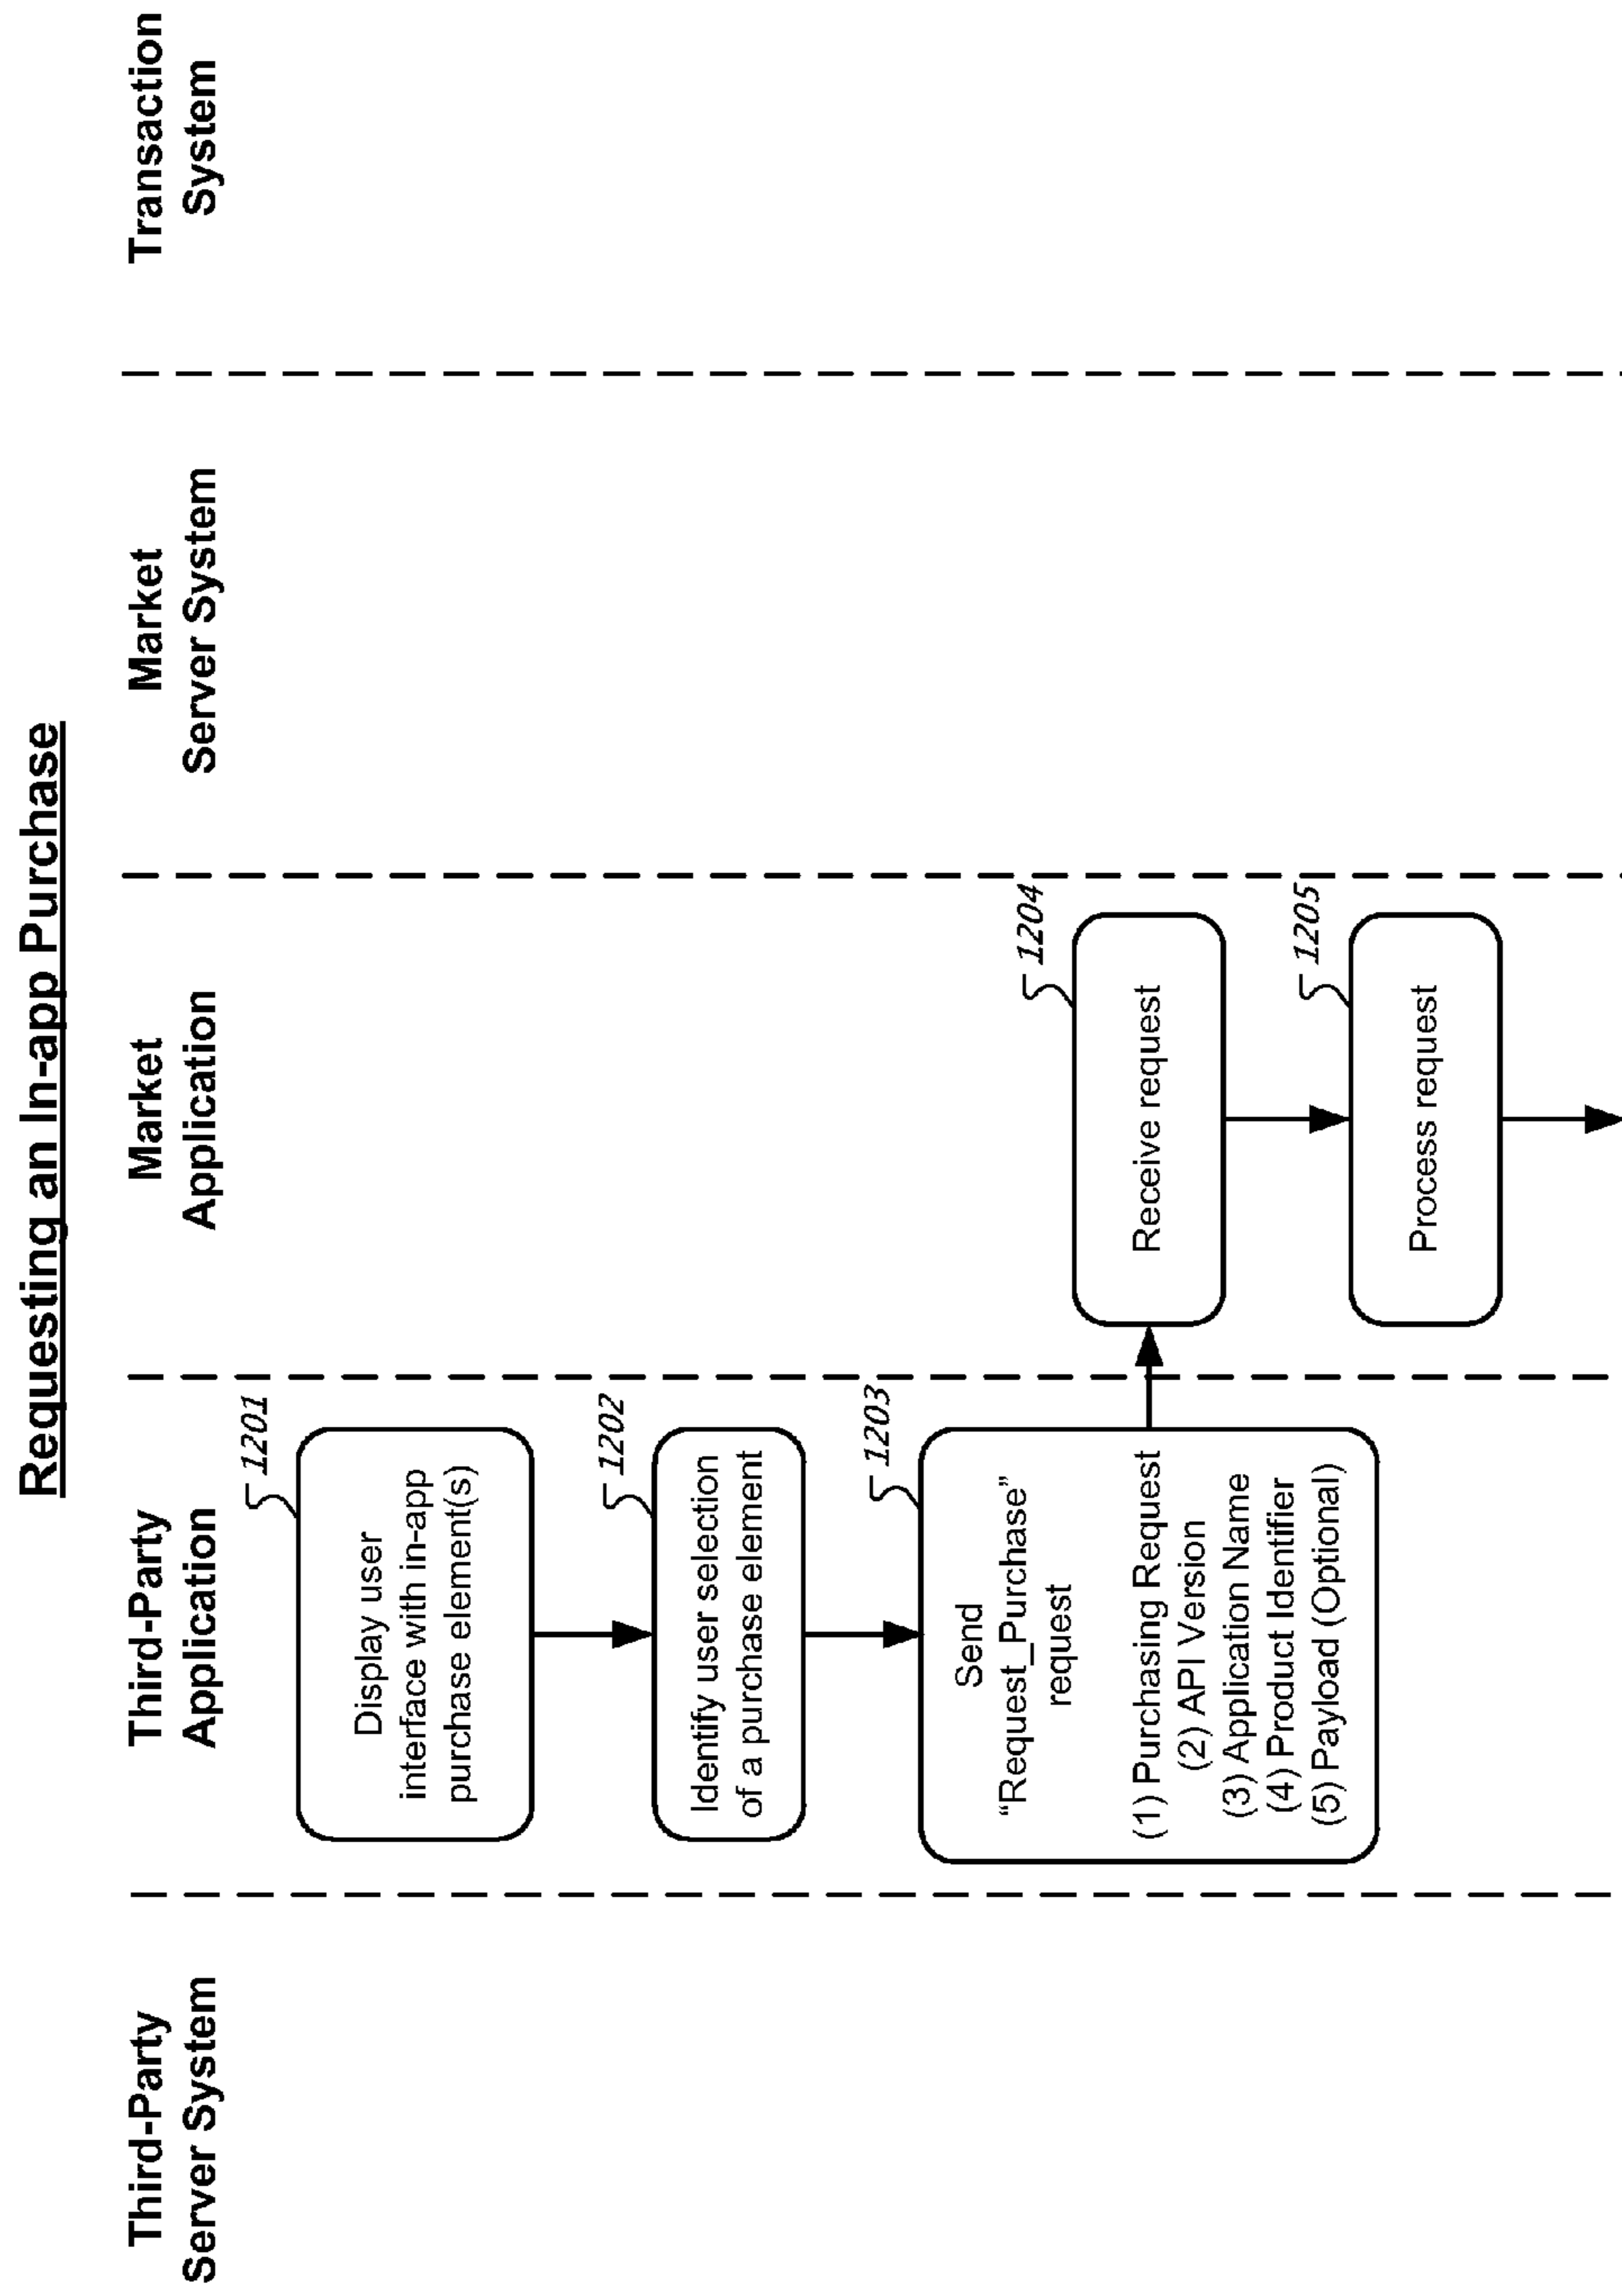 Requesting an In-app Purchase
Third-Party
Server System
Third-Party
Application
Market
Application
Market
Server System
Transaction
System
1201
Display user
interface with in-app
purchase element(s)
1202
Identify user selection
of a purchase element
1203
Send
“Request_Purchase”
request
(1) Purchasing Request
(2) API Version
(3) Application Name
(4) Product Identifier
(5) Payload (Optional)
1204
Receive request
1205
Process request